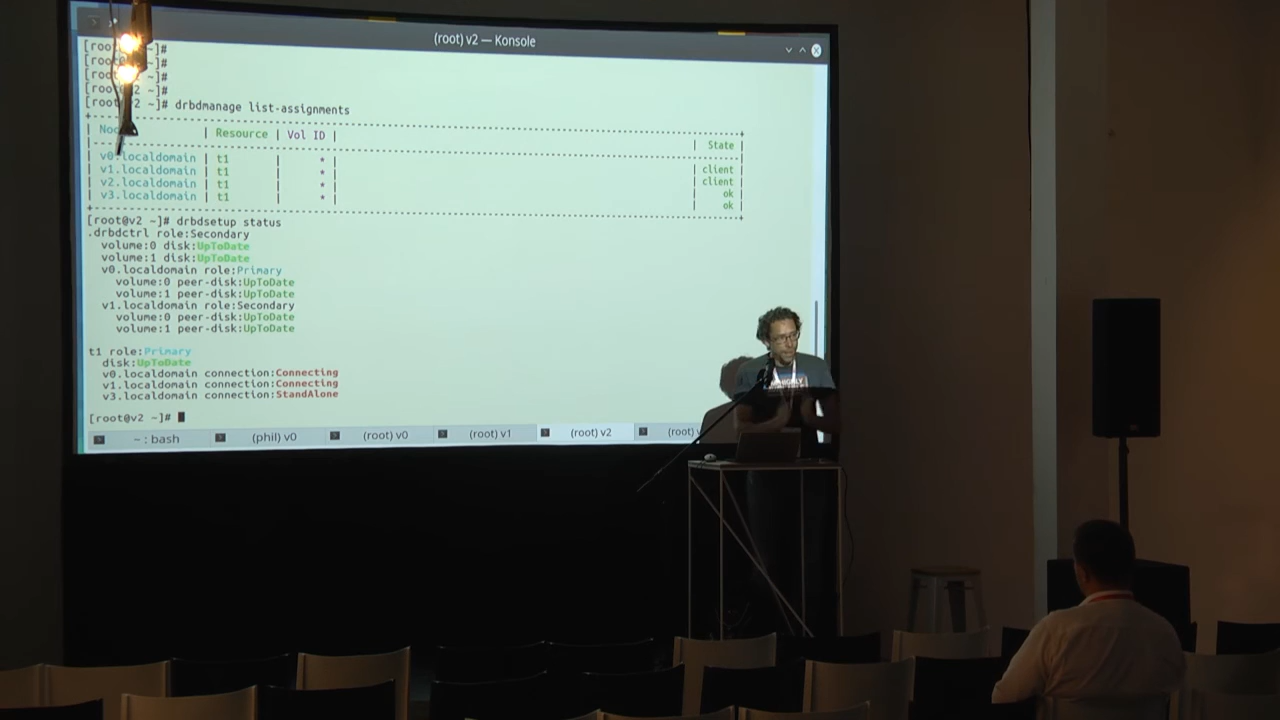 (root) v2 — Konsole
[root ~]#
[root ~]#
[root ~]#
[root ~]#
[root ~]# drbdmanage list-assignments
| Resource | Vol ID | | State |
| v0.localdomain | t1 | * | | client |
| v1.localdomain | t1 | * | | client |
| v2.localdomain | t1 | * | | ok |
| v3.localdomain | t1 | * | | ok |
[root@v2 ~]# drbdsetup status
.drbdctrl role:Secondary
volume:0 disk:UpToDate
volume:1 disk:UpToDate
v0.localdomain role:Primary
volume:0 peer-disk:UpToDate
volume:1 peer-disk:UpToDate
v1.localdomain role:Secondary
volume:0 peer-disk:UpToDate
volume:1 peer-disk:UpToDate
t1 role:Primary
disk:UpToDate
v0.localdomain connection:Connecting
v1.localdomain connection:Connecting
v3.localdomain connection:StandAlone
[root@v2 ~]#
~ : bash (phil) v0 (root) v0 (root) v1 (root) v2 (root)